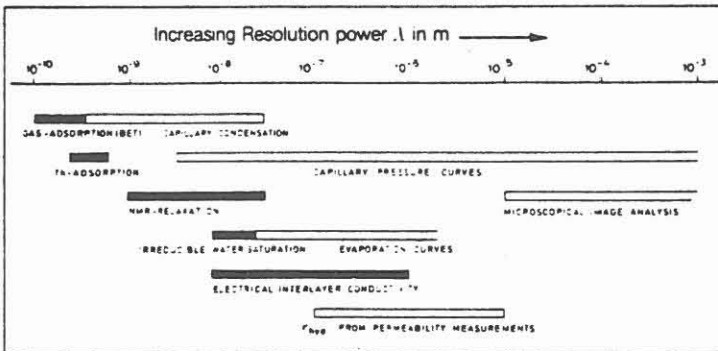 Increasing Resolution power λ in m
10⁻¹⁰ 10⁻⁹ 10⁻⁸ 10⁻⁷ 10⁻⁶ 10⁻⁵ 10⁻⁴ 10⁻³
GAS-ADSORPTION(BET) CAPILLARY CONDENSATION
ADSORPTION CAPILLARY PRESSURE CURVES
NMR-RELAXATION MICROSCOPICAL IMAGE ANALYSIS
IRREDUCIBLE WATER SATURATION EVAPORATION CURVES
ELECTRICAL INTERLAYER CONDUCTIVITY
FROM PERMEABILITY MEASUREMENTS